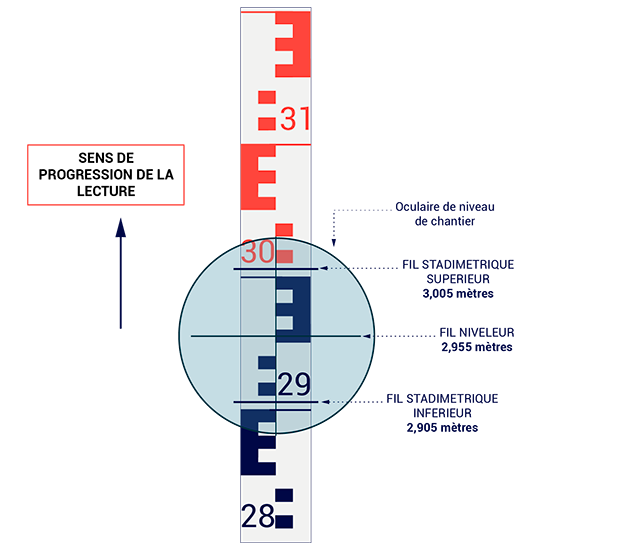 31
SENS DE
PROGRESSION DE LA
LECTURE
Oculaire de niveau
de chantier
30
FIL STADIMETRIQUE
SUPERIEUR
3,005 mètres
FIL NIVELEUR
2,955 mètres
29
FIL STADIMETRIQUE
INFERIEUR
2,905 mètres
28